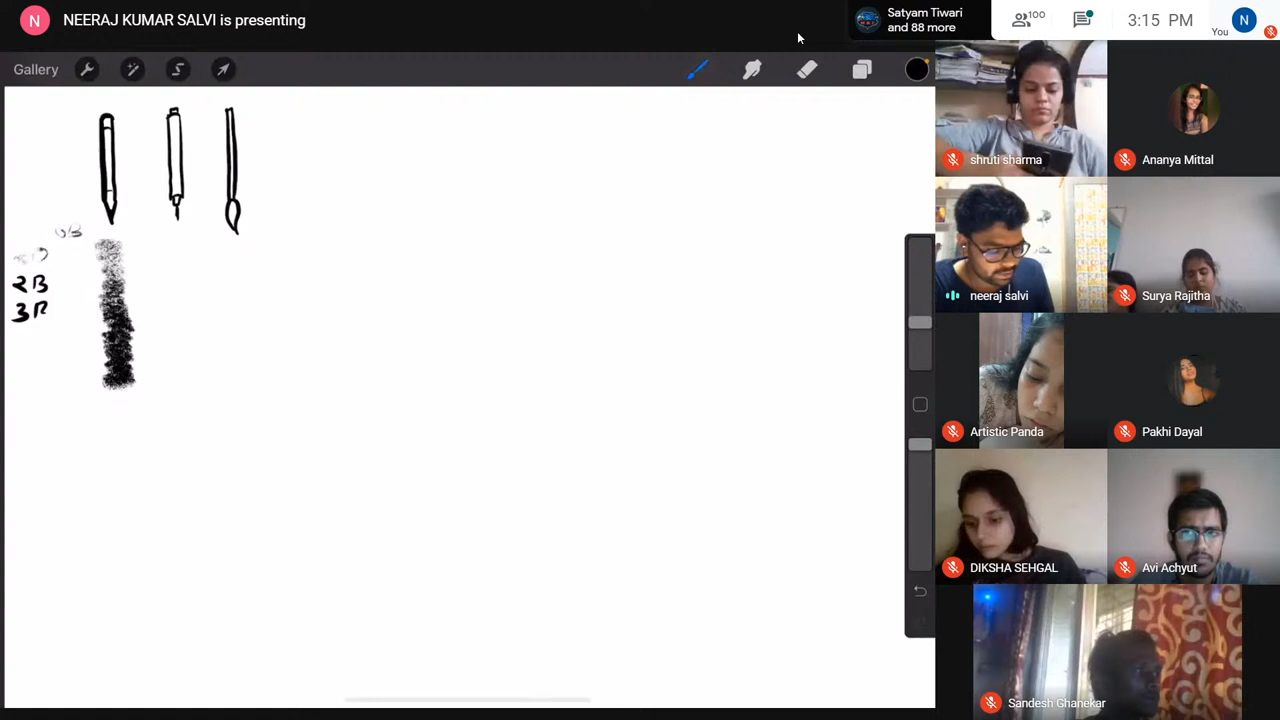 NEERAJ KUMAR SALVI is presenting
N
Satyam Tiwari
and 88 more
100
3:15 PM
You
N
Gallery
2B
3B
shruti sharma
Ananya Mittal
neeraj salvi
Surya Rajitha
Artistic Panda
Pakhi Dayal
DIKSHA SEHGAL
Avi Achyut
Sandesh Ghanekar